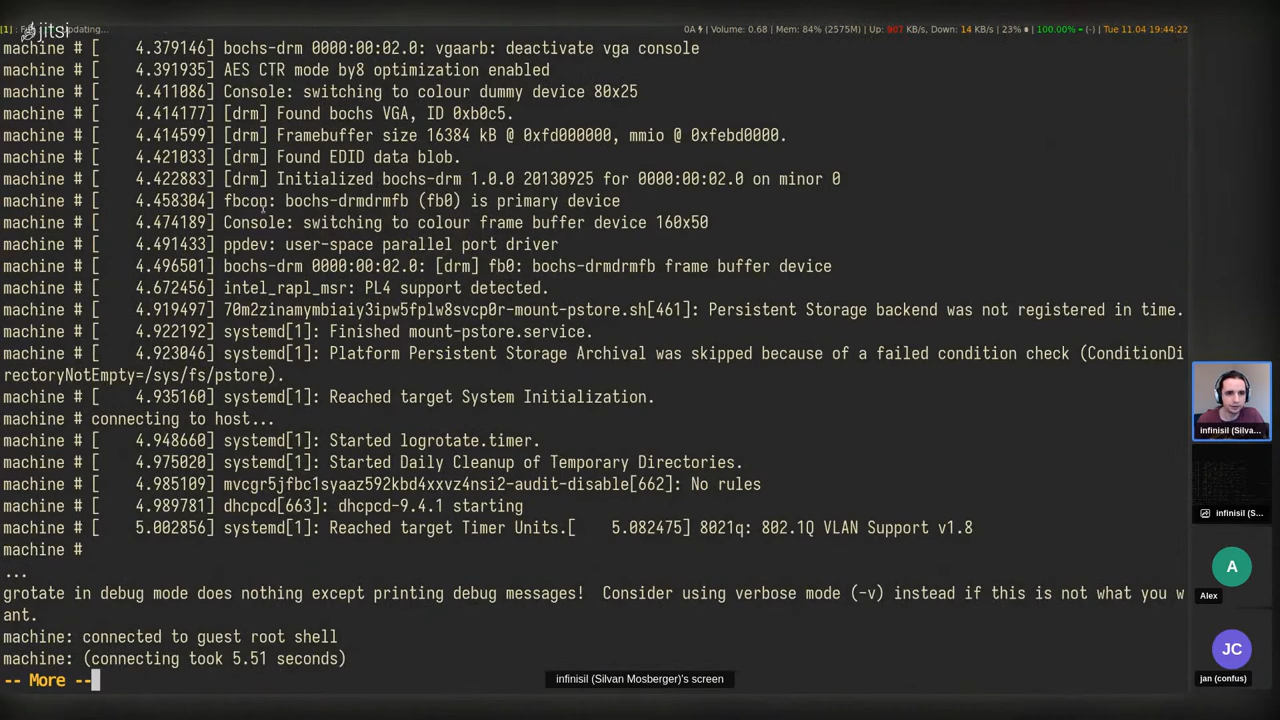 jitsi
[1]
updating...
0A | Volume: 0.68 | Mem: 84% (2575M) | Up: 907 KB/s, Down: 14 KB/s | 23% | 100.00% (-) | Tue 11.04 19:44:22
machine # [    4.379146] bochs-drm 0000:00:02.0: vgaarb: deactivate vga console
machine # [    4.391935] AES CTR mode by8 optimization enabled
machine # [    4.411086] Console: switching to colour dummy device 80x25
machine # [    4.414177] [drm] Found bochs VGA, ID 0xb0c5.
machine # [    4.414599] [drm] Framebuffer size 16384 kB @ 0xfd000000, mmio @ 0xfebd0000.
machine # [    4.421033] [drm] Found EDID data blob.
machine # [    4.422883] [drm] Initialized bochs-drm 1.0.0 20130925 for 0000:00:02.0 on minor 0
machine # [    4.458304] fbcon: bochs-drmdrmfb (fb0) is primary device
machine # [    4.474189] Console: switching to colour frame buffer device 160x50
machine # [    4.491433] ppdev: user-space parallel port driver
machine # [    4.496501] bochs-drm 0000:00:02.0: [drm] fb0: bochs-drmdrmfb frame buffer device
machine # [    4.672456] intel_rapl_msr: PL4 support detected.
machine # [    4.919497] 70m2zinamymbiaiy3ipw5fplw8svcp0r-mount-pstore.sh[461]: Persistent Storage backend was not registered in time.
machine # [    4.922192] systemd[1]: Finished mount-pstore.service.
machine # [    4.923046] systemd[1]: Platform Persistent Storage Archival was skipped because of a failed condition check (ConditionDi
rectoryNotEmpty=/sys/fs/pstore).
machine # [    4.935160] systemd[1]: Reached target System Initialization.
machine # connecting to host...
machine # [    4.948660] systemd[1]: Started logrotate.timer.
machine # [    4.975020] systemd[1]: Started Daily Cleanup of Temporary Directories.
machine # [    4.985109] mvcgr5jfbc1syaaz592kbd4xxvz4nsi2-audit-disable[662]: No rules
machine # [    4.989781] dhcpcd[663]: dhcpcd-9.4.1 starting
machine # [    5.002856] systemd[1]: Reached target Timer Units.[    5.082475] 8021q: 802.1Q VLAN Support v1.8
machine #
...
grotate in debug mode does nothing except printing debug messages!  Consider using verbose mode (-v) instead if this is not what you w
ant.
machine: connected to guest root shell
machine: (connecting took 5.51 seconds)
-- More --
infinisil (Silvan Mosberger)'s screen
infinisil (Silva...
infinisil (S...
A
Alex
JC
jan (confus)